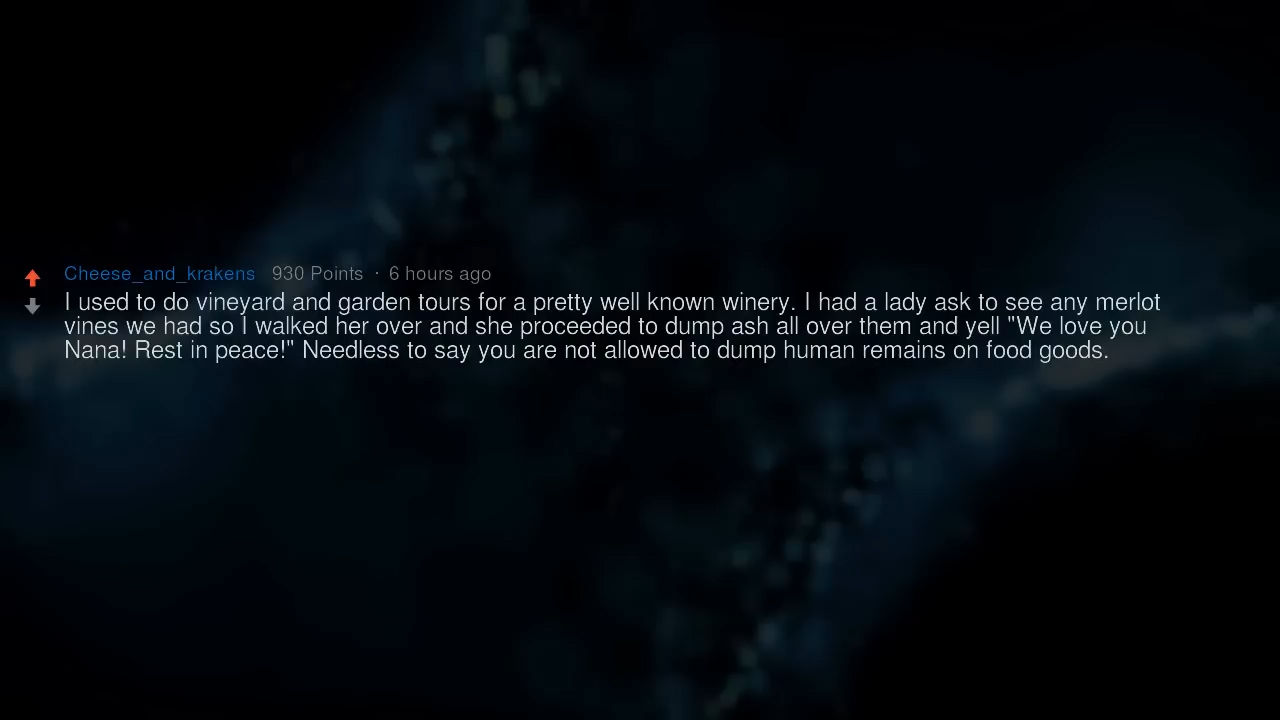 Cheese_and_krakens 930 Points · 6 hours ago
I used to do vineyard and garden tours for a pretty well known winery. I had a lady ask to see any merlot
vines we had so I walked her over and she proceeded to dump ash all over them and yell "We love you
Nana! Rest in peace!" Needless to say you are not allowed to dump human remains on food goods.